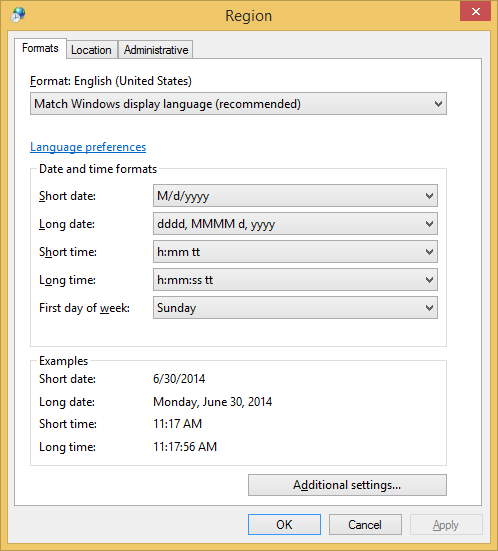 Region
Formats Location Administrative
Format: English (United States)
Match Windows display language (recommended)
Language preferences
Date and time formats
Short date: M/d/yyyy
Long date: dddd, MMMM d, yyyy
Short time: h:mm tt
Long time: h:mm:ss tt
First day of week: Sunday
Examples
Short date: 6/30/2014
Long date: Monday, June 30, 2014
Short time: 11:17 AM
Long time: 11:17:56 AM
Additional settings...
OK Cancel Apply